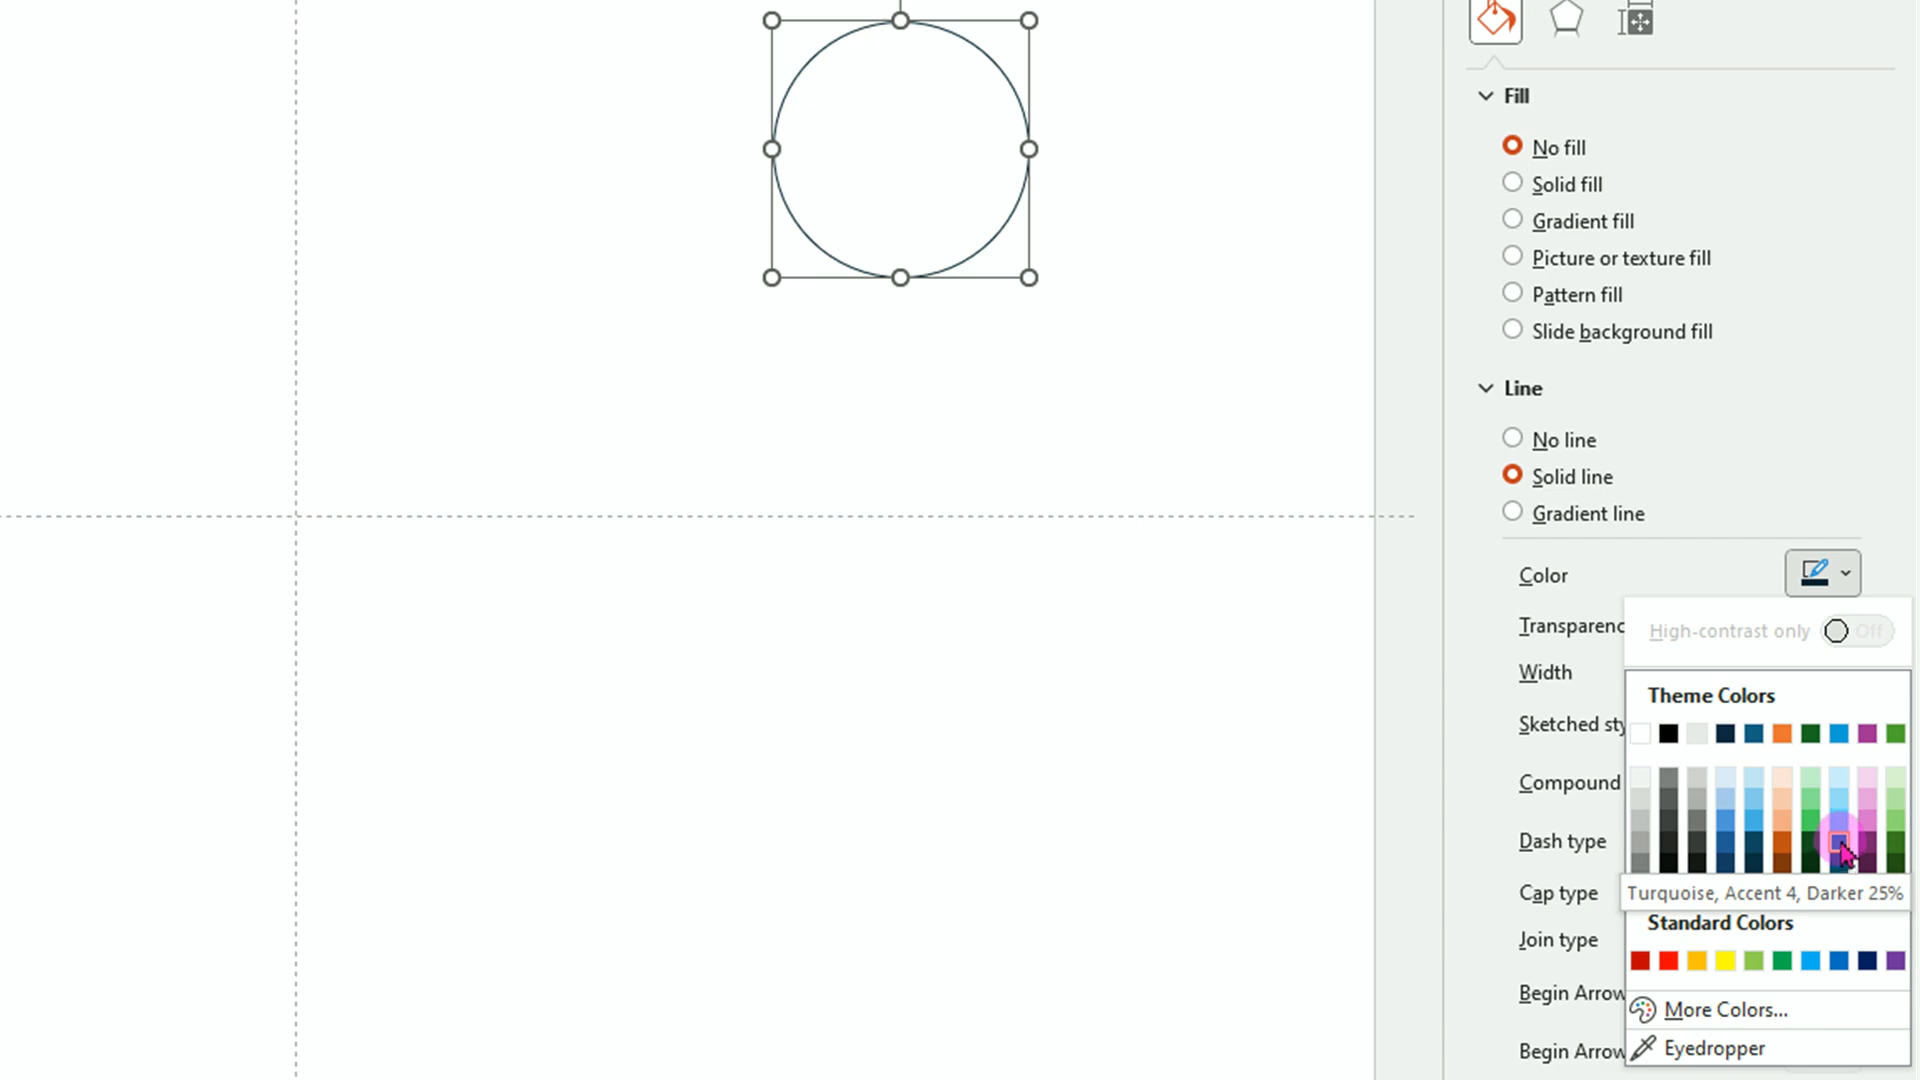 Fill
No fill
Solid fill
Gradient fill
Picture or texture fill
Pattern fill
Slide background fill
Line
No line
Solid line
Gradient line
Color
Transparenc
High-contrast only Off
Width
Theme Colors
Sketched sty
Compound
Dash type
Cap type
Turquoise, Accent 4, Darker 25%
Standard Colors
Join type
Begin Arrow
More Colors...
Begin Arrow
Eyedropper